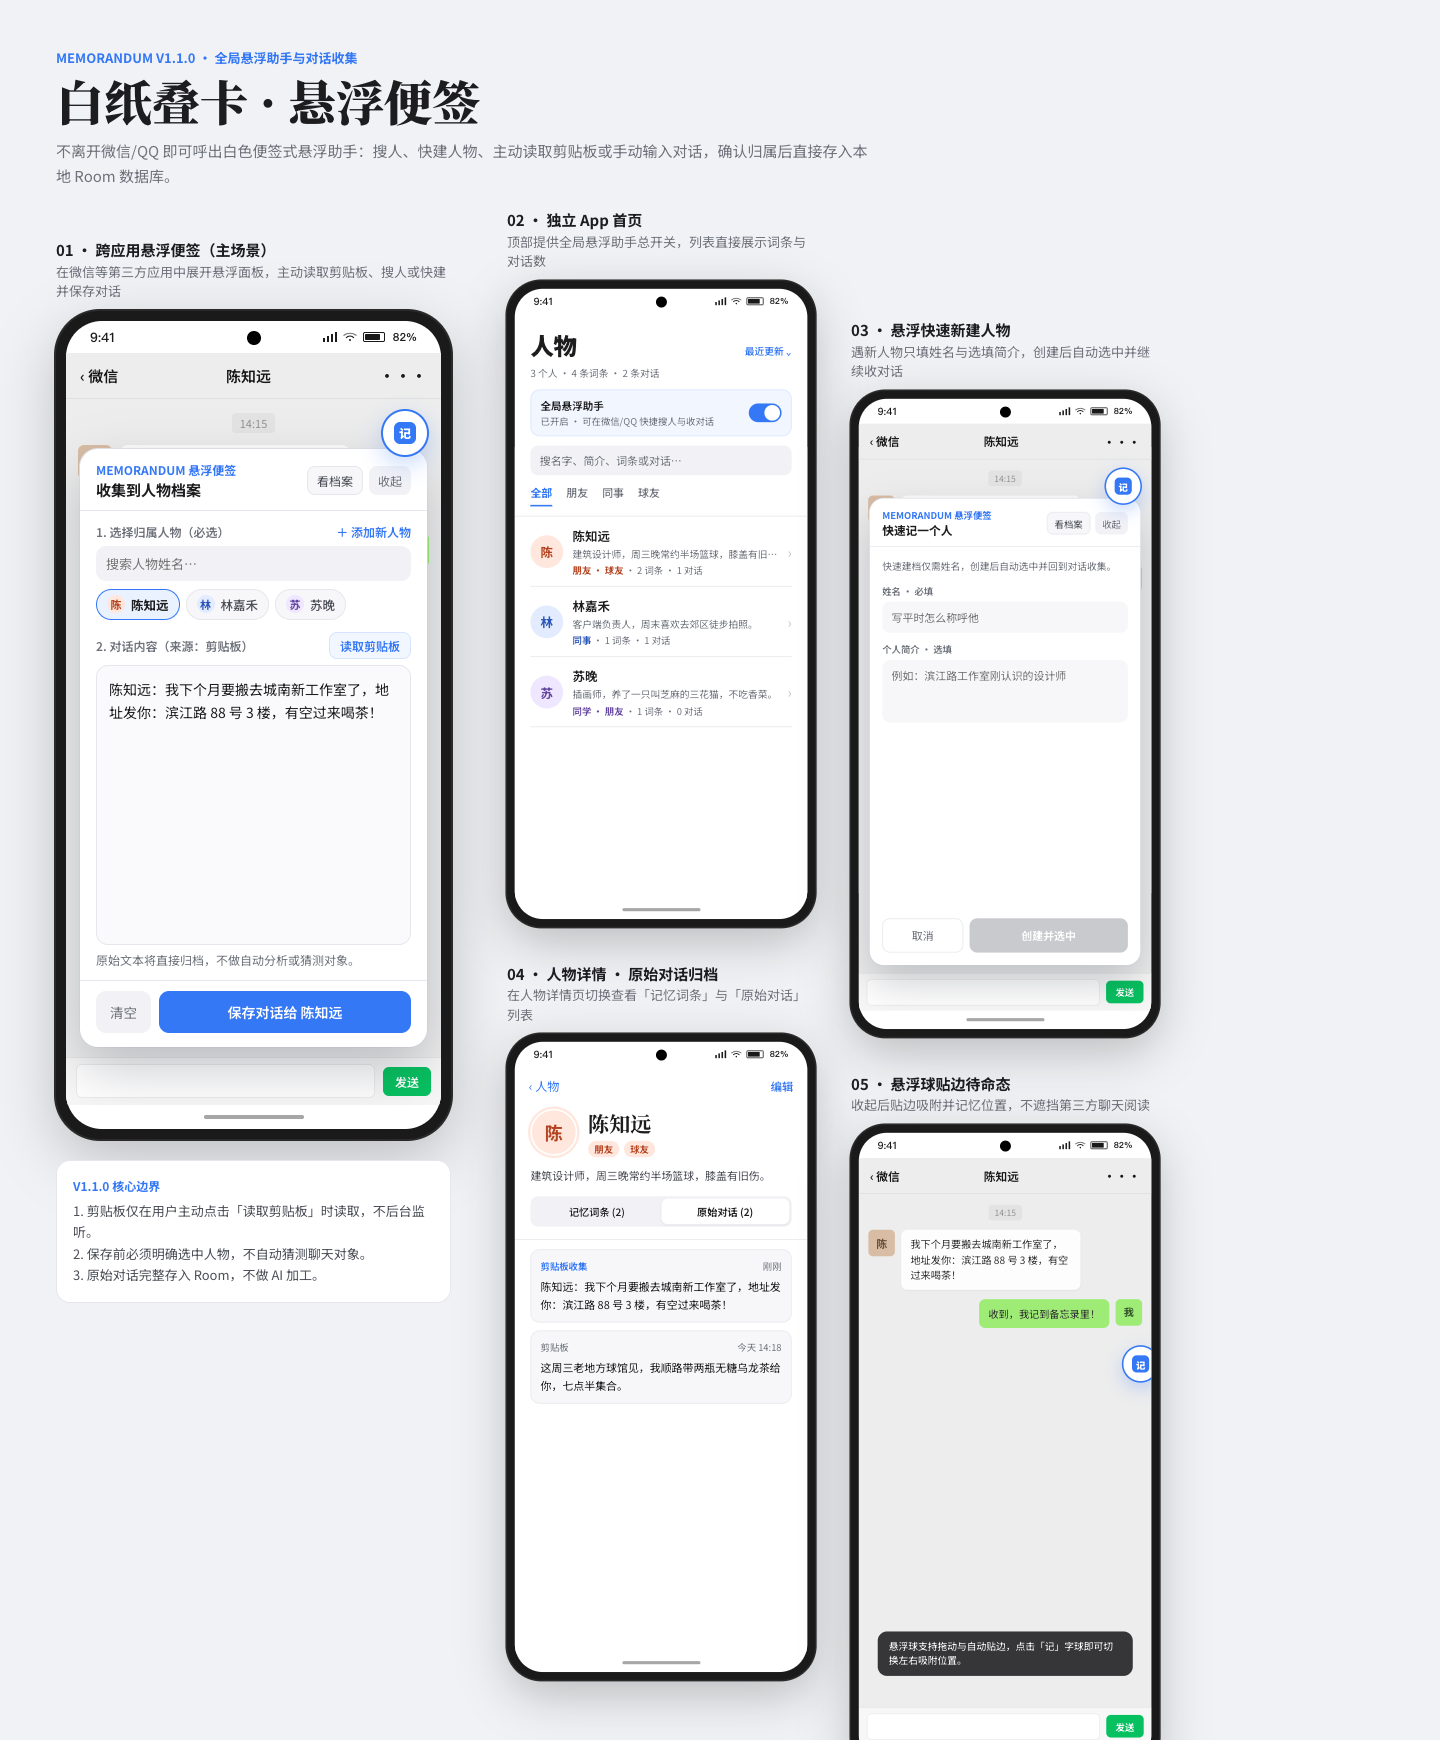 MEMORANDUM V1.1.0 · 全局悬浮助手与对话收集
白纸叠卡 · 悬浮便签
不离开微信/QQ 即可呼出白色便签式悬浮助手：搜人、快建人物、主动读取剪贴板或手动输入对话，确认归属后直接存入本
地 Room 数据库。
01 · 跨应用悬浮便签（主场景）
在微信等第三方应用中展开悬浮面板，主动读取剪贴板、搜人或快建
并保存对话
9:41
82%
‹ 微信
陈知远
14:15
记
MEMORANDUM 悬浮便签
收集到人物档案
看档案
收起
1. 选择归属人物（必选）
＋ 添加新人物
搜索人物姓名…
陈 陈知远
林 林嘉禾
苏 苏晚
2. 对话内容（来源：剪贴板）
读取剪贴板
陈知远：我下个月要搬去城南新工作室了，地
址发你：滨江路 88 号 3 楼，有空过来喝茶！
原始文本将直接归档，不做自动分析或猜测对象。
清空
保存对话给 陈知远
发送
V1.1.0 核心边界
1. 剪贴板仅在用户主动点击「读取剪贴板」时读取，不后台监
听。
2. 保存前必须明确选中人物，不自动猜测聊天对象。
3. 原始对话完整存入 Room，不做 AI 加工。
02 · 独立 App 首页
顶部提供全局悬浮助手总开关，列表直接展示词条与
对话数
9:41
82%
人物
最近更新 ⌄
3 个人 · 4 条词条 · 2 条对话
全局悬浮助手
已开启 · 可在微信/QQ 快捷搜人与收对话
搜名字、简介、词条或对话…
全部
朋友
同事
球友
陈
陈知远
建筑设计师，周三晚常约半场篮球，膝盖有旧…
朋友 · 球友 · 2 词条 · 1 对话
›
林
林嘉禾
客户端负责人，周末喜欢去郊区徒步拍照。
同事 · 1 词条 · 1 对话
›
苏
苏晚
插画师，养了一只叫芝麻的三花猫，不吃香菜。
同学 · 朋友 · 1 词条 · 0 对话
›
04 · 人物详情 · 原始对话归档
在人物详情页切换查看「记忆词条」与「原始对话」
列表
9:41
82%
‹ 人物
编辑
陈
陈知远
朋友
球友
建筑设计师，周三晚常约半场篮球，膝盖有旧伤。
记忆词条 (2)
原始对话 (2)
剪贴板收集
刚刚
陈知远：我下个月要搬去城南新工作室了，地址发
你：滨江路 88 号 3 楼，有空过来喝茶！
剪贴板
今天 14:18
这周三老地方球馆见，我顺路带两瓶无糖乌龙茶给
你，七点半集合。
03 · 悬浮快速新建人物
遇新人物只填姓名与选填简介，创建后自动选中并继
续收对话
9:41
82%
‹ 微信
陈知远
14:15
记
MEMORANDUM 悬浮便签
快速记一个人
看档案
收起
快速建档仅需姓名，创建后自动选中并回到对话收集。
姓名 · 必填
写平时怎么称呼他
个人简介 · 选填
例如：滨江路工作室刚认识的设计师
取消
创建并选中
发送
05 · 悬浮球贴边待命态
收起后贴边吸附并记忆位置，不遮挡第三方聊天阅读
9:41
82%
‹ 微信
陈知远
14:15
陈
我下个月要搬去城南新工作室了，
地址发你：滨江路 88 号 3 楼，有空
过来喝茶！
收到，我记到备忘录里！
我
记
悬浮球支持拖动与自动贴边，点击「记」字球即可切
换左右吸附位置。
发送